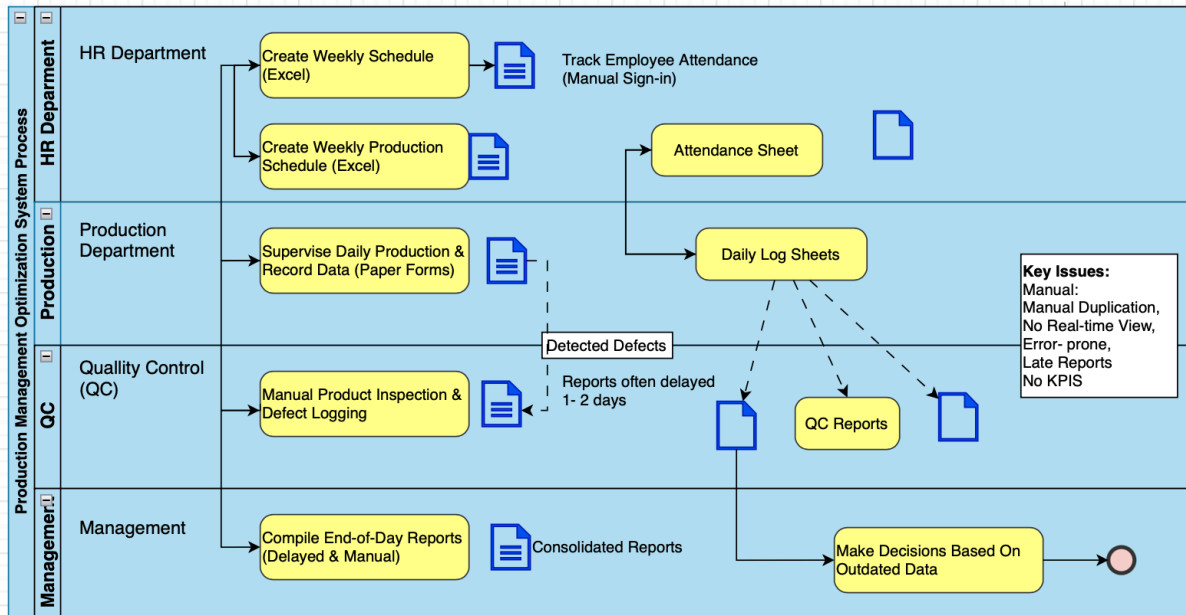 Production Management Optimization System Process
HR Deparment
HR Department
Create Weekly Schedule
(Excel)
Track Employee Attendance
(Manual Sign-in)
Create Weekly Production
Schedule (Excel)
Attendance Sheet
Production
Production
Department
Supervise Daily Production &
Record Data (Paper Forms)
Daily Log Sheets
Key Issues:
Manual:
Manual Duplication,
No Real-time View,
Error- prone,
Late Reports
No KPIS
Detected Defects
QC
Quallity Control
(QC)
Manual Product Inspection &
Defect Logging
Reports often delayed
1- 2 days
QC Reports
Management
Compile End-of-Day Reports
(Delayed & Manual)
Consolidated Reports
Make Decisions Based On
Outdated Data